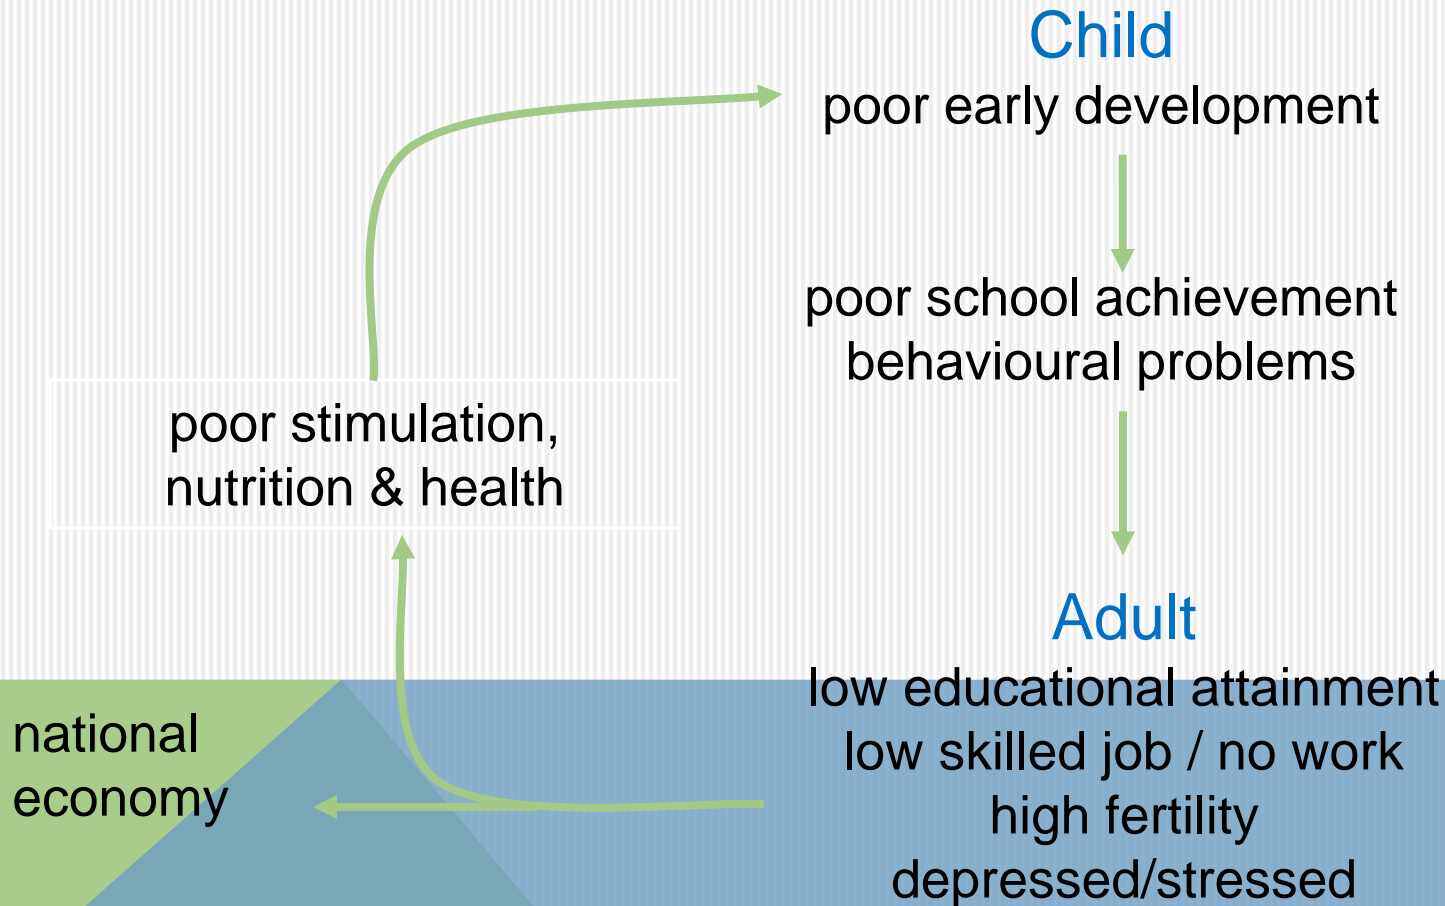 Child
poor early development
poor school achievement
behavioural problems
poor stimulation,
nutrition & health
Adult
low educational attainment
low skilled job / no work
high fertility
depressed/stressed
national
economy